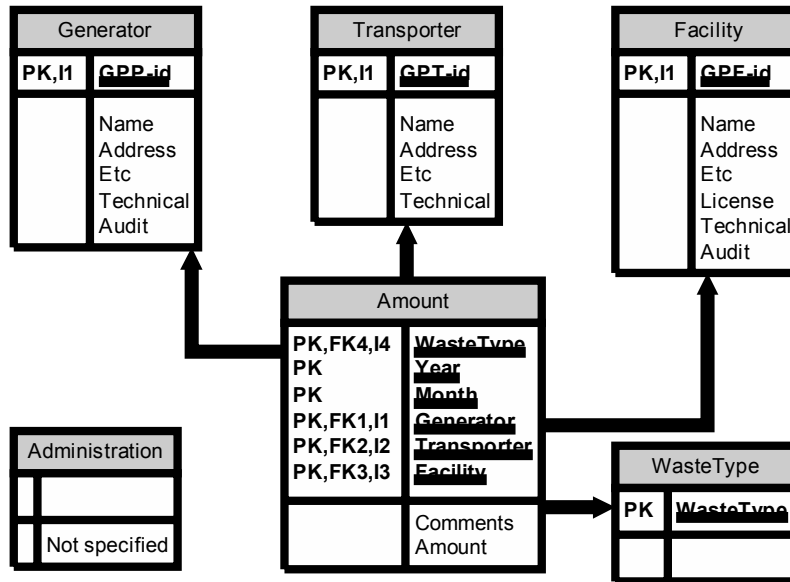 Generator
PK,I1 GPP-id
Name
Address
Etc
Technical
Audit
Transporter
PK,I1 GPT-id
Name
Address
Etc
Technical
Facility
PK,I1 GPF-id
Name
Address
Etc
License
Technical
Audit
Amount
PK,FK4,I4 WasteType
PK Year
PK Month
PK,FK1,I1 Generator
PK,FK2,I2 Transporter
PK,FK3,I3 Facility
Comments
Amount
Administration
Not specified
WasteType
PK WasteType